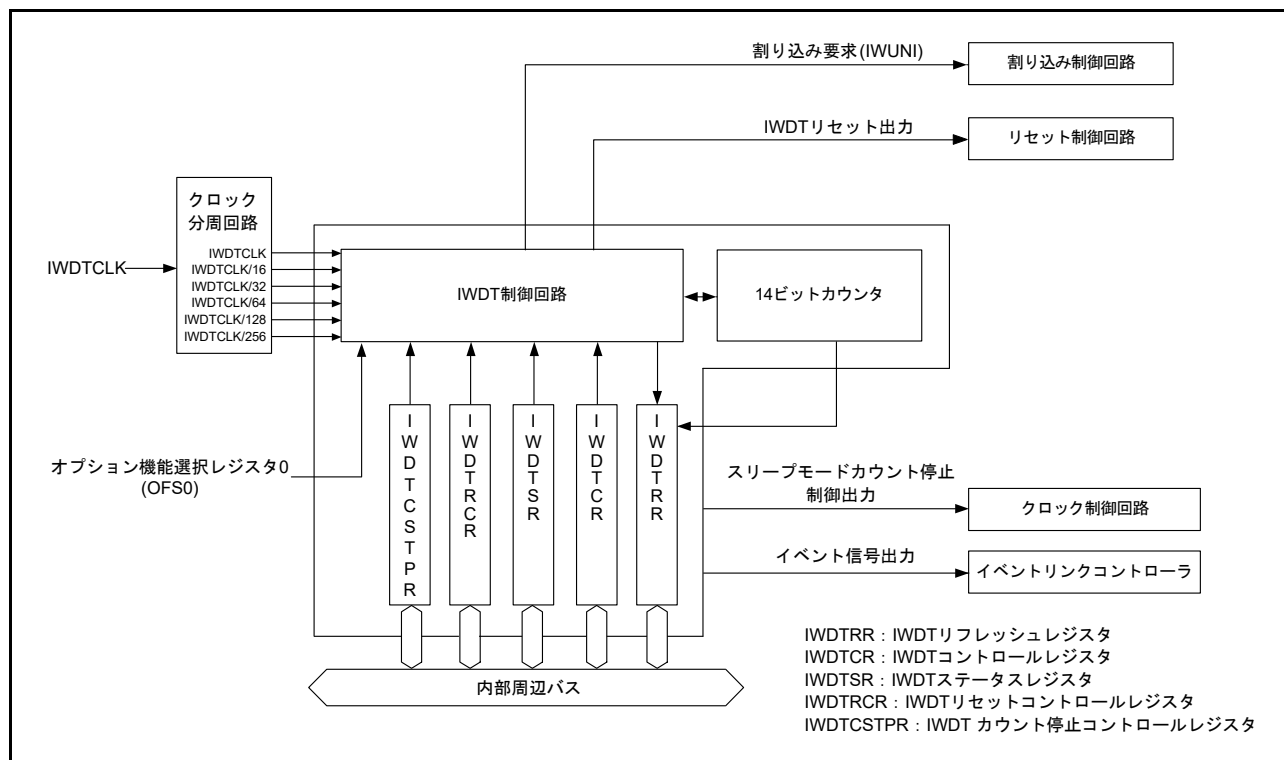 割り込み要求(IWUNI)
割り込み制御回路
IWDTリセット出力
リセット制御回路
クロック
分周回路
IWDTCLK
IWDTCLK
IWDTCLK/16
IWDTCLK/32
IWDTCLK/64
IWDTCLK/128
IWDTCLK/256
IWDT制御回路
14ビットカウンタ
オプション機能選択レジスタ0
(OFS0)
IWDTCSTPR
IWDTRCR
IWDTSR
IWDTCR
IWDTRR
スリープモードカウント停止
制御出力
クロック制御回路
イベント信号出力
イベントリンクコントローラ
内部周辺バス
IWDTRR：IWDTリフレッシュレジスタ
IWDTCR：IWDTコントロールレジスタ
IWDTSR：IWDTステータスレジスタ
IWDTRCR：IWDTリセットコントロールレジスタ
IWDTCSTPR：IWDT カウント停止コントロールレジスタ